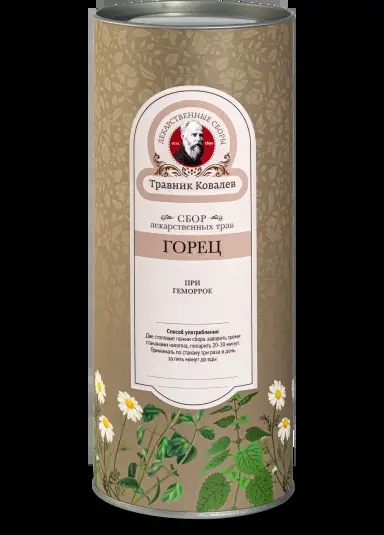 ЛЕКАРСТВЕННЫЕ СБОРЫ
Травник Ковалев
СБОР
лекарственных трав
ГОРЕЦ
ПРИ
ГЕМОРРОЕ
Способ употребления
Две столовые ложки сбора заварить тремя
стаканами кипятка, попарить 20-30 минут.
Принимать по стакану три раза в день
за пять минут до еды